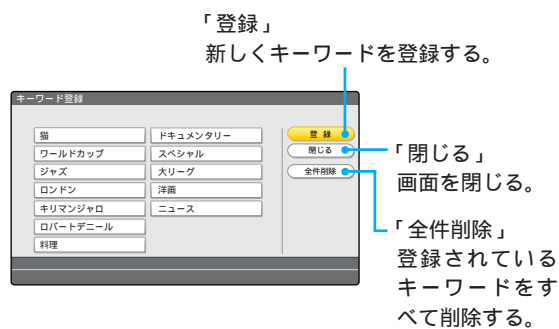 「登録」
新しくキーワードを登録する。
キーワード登録
猫
ワールドカップ
ジャズ
ロンドン
キリマンジャロ
ロバートデニール
料理
ドキュメンタリー
スペシャル
大リーグ
洋画
ニュース
登 録
閉じる
全件削除
「閉じる」
画面を閉じる。
「全件削除」
登録されている
キーワードをす
べて削除する。